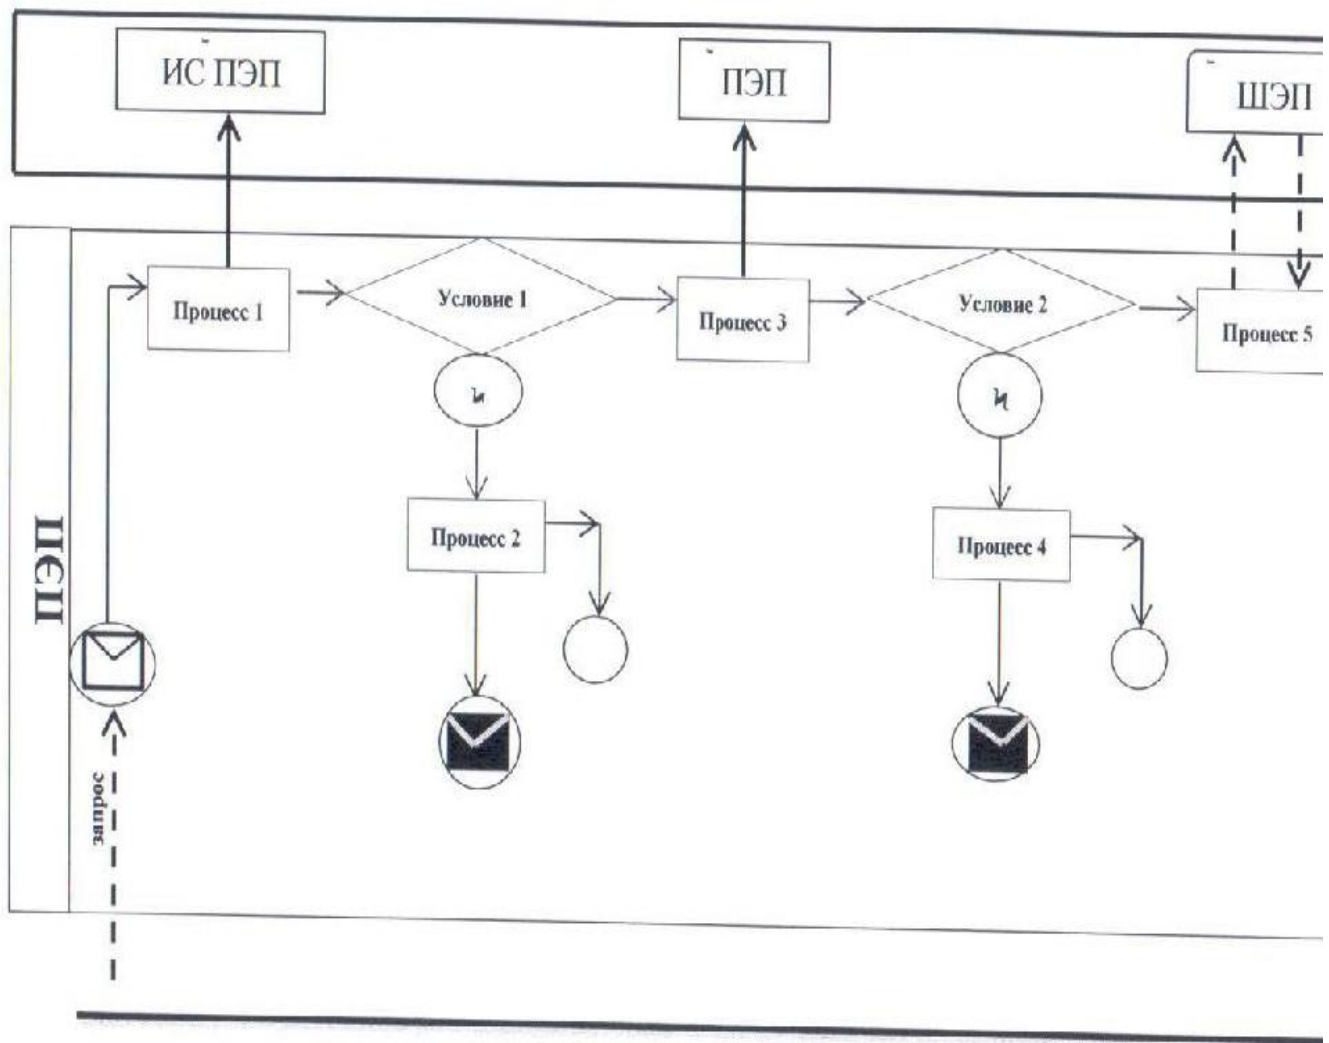 ИС ПЭП
ПЭП
ШЭП
Процесс 1
Условие 1
Процесс 3
Условие 2
Процесс 5
и
и
Процесс 2
Процесс 4
ПЭП
запрос